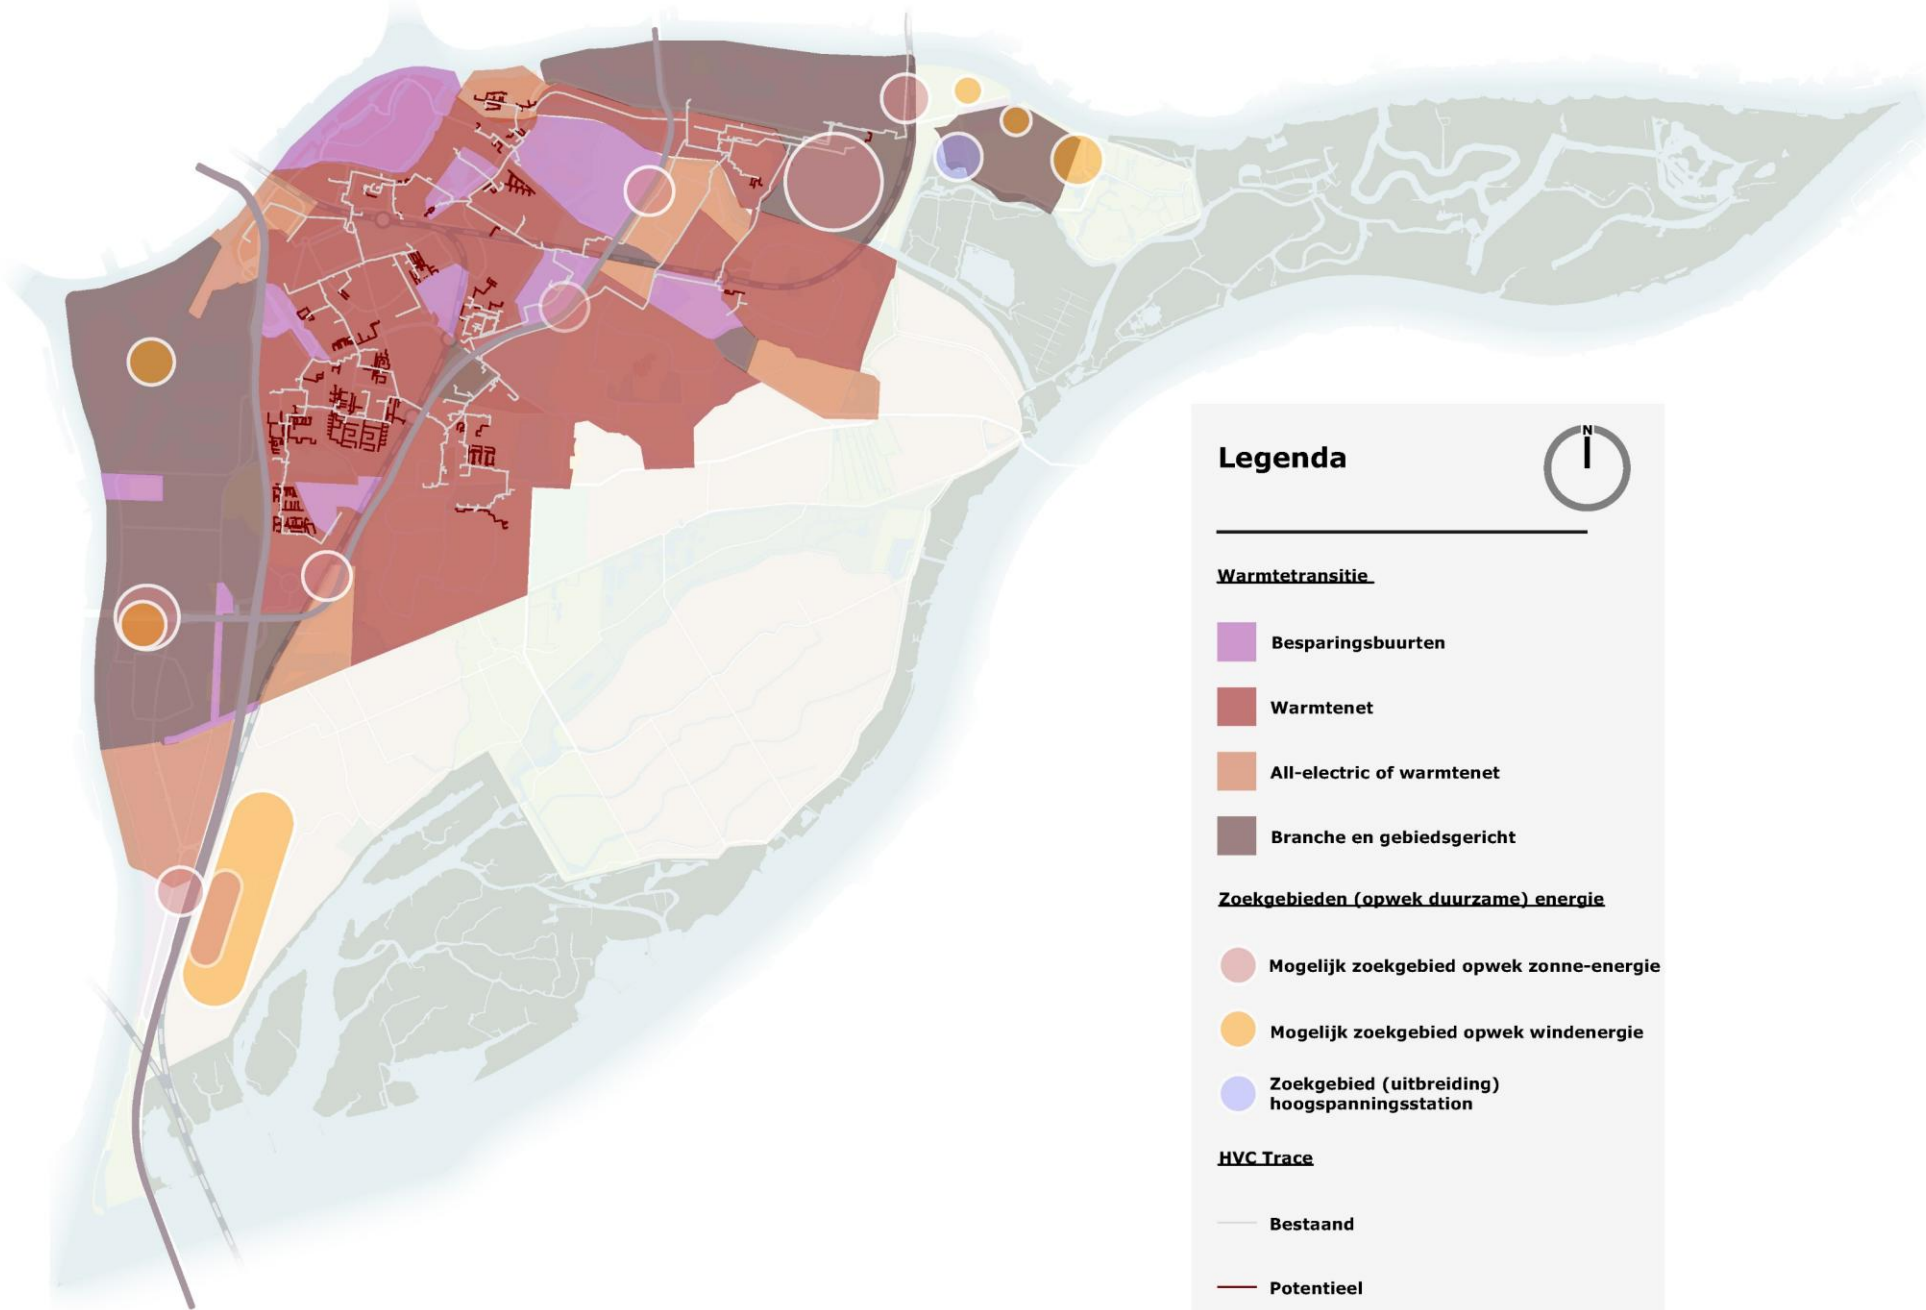 Legenda
N
Warmtetransitie
Besparingsbuurten
Warmtenet
All-electric of warmtenet
Branche en gebiedsgericht
Zoekgebieden (opwek duurzame) energie
Mogelijk zoekgebied opwek zonne-energie
Mogelijk zoekgebied opwek windenergie
Zoekgebied (uitbreiding)
hoogspanningsstation
HVC Trace
Bestaand
Potentieel